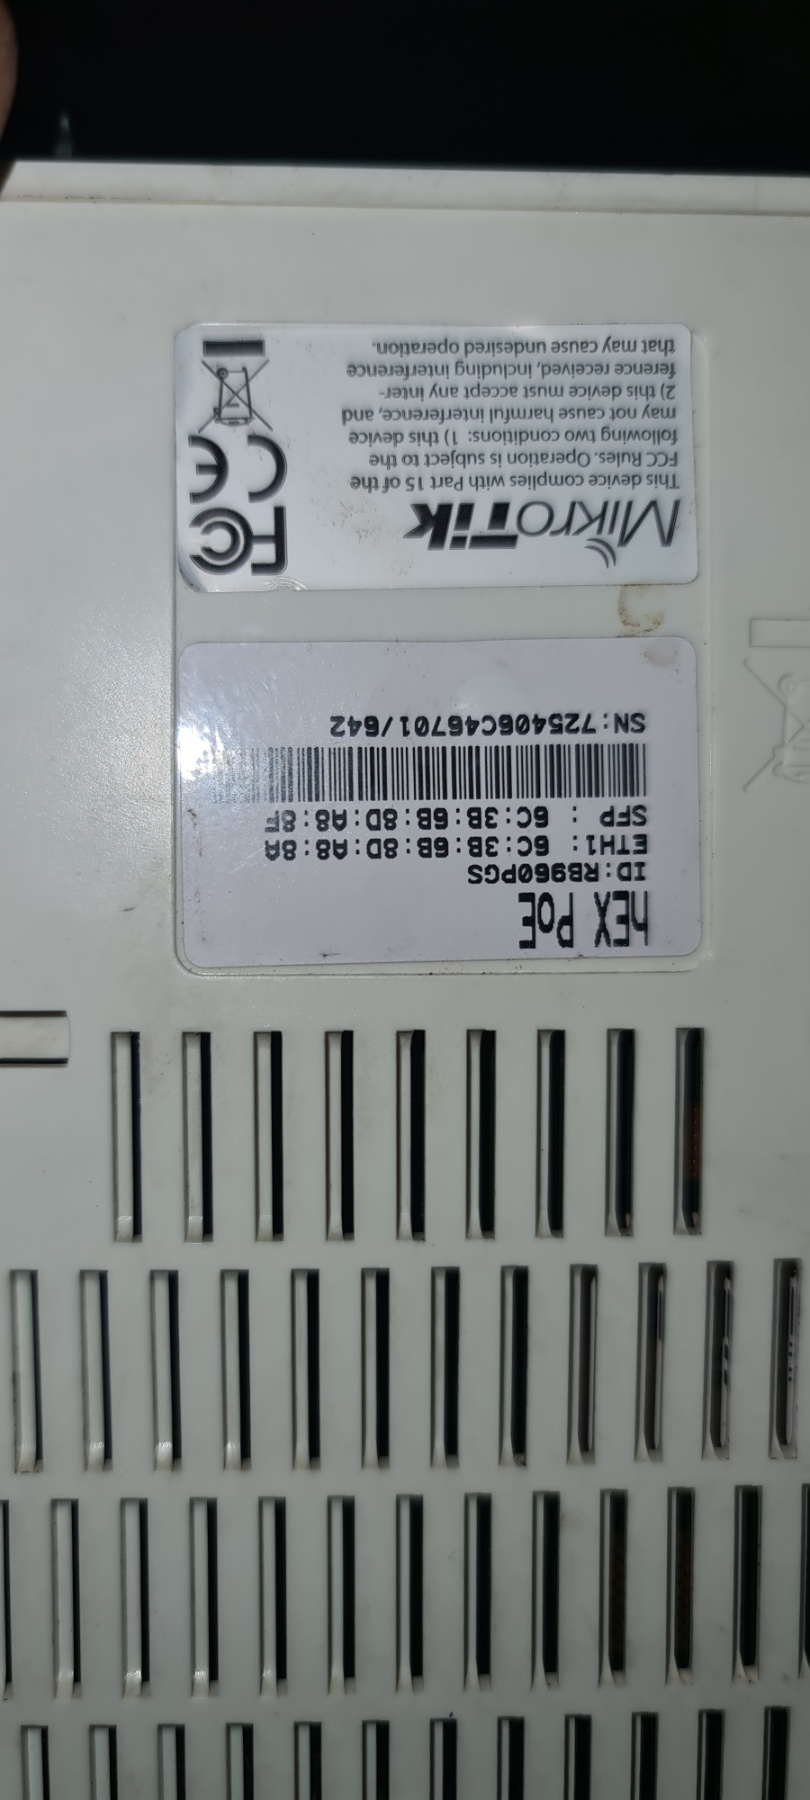 hEX PoE
ID:RB960PGS
ETH1: 6C:3B:6B:8D:A8:8A
SFP : 6C:3B:6B:8D:A8:8F
SN:725406C46701/642
MikroTik
FC CE
This device complies with Part 15 of the
FCC Rules. Operation is subject to the
following two conditions: 1) this device
may not cause harmful interference, and
2) this device must accept any inter-
ference received, including interference
that may cause undesired operation.